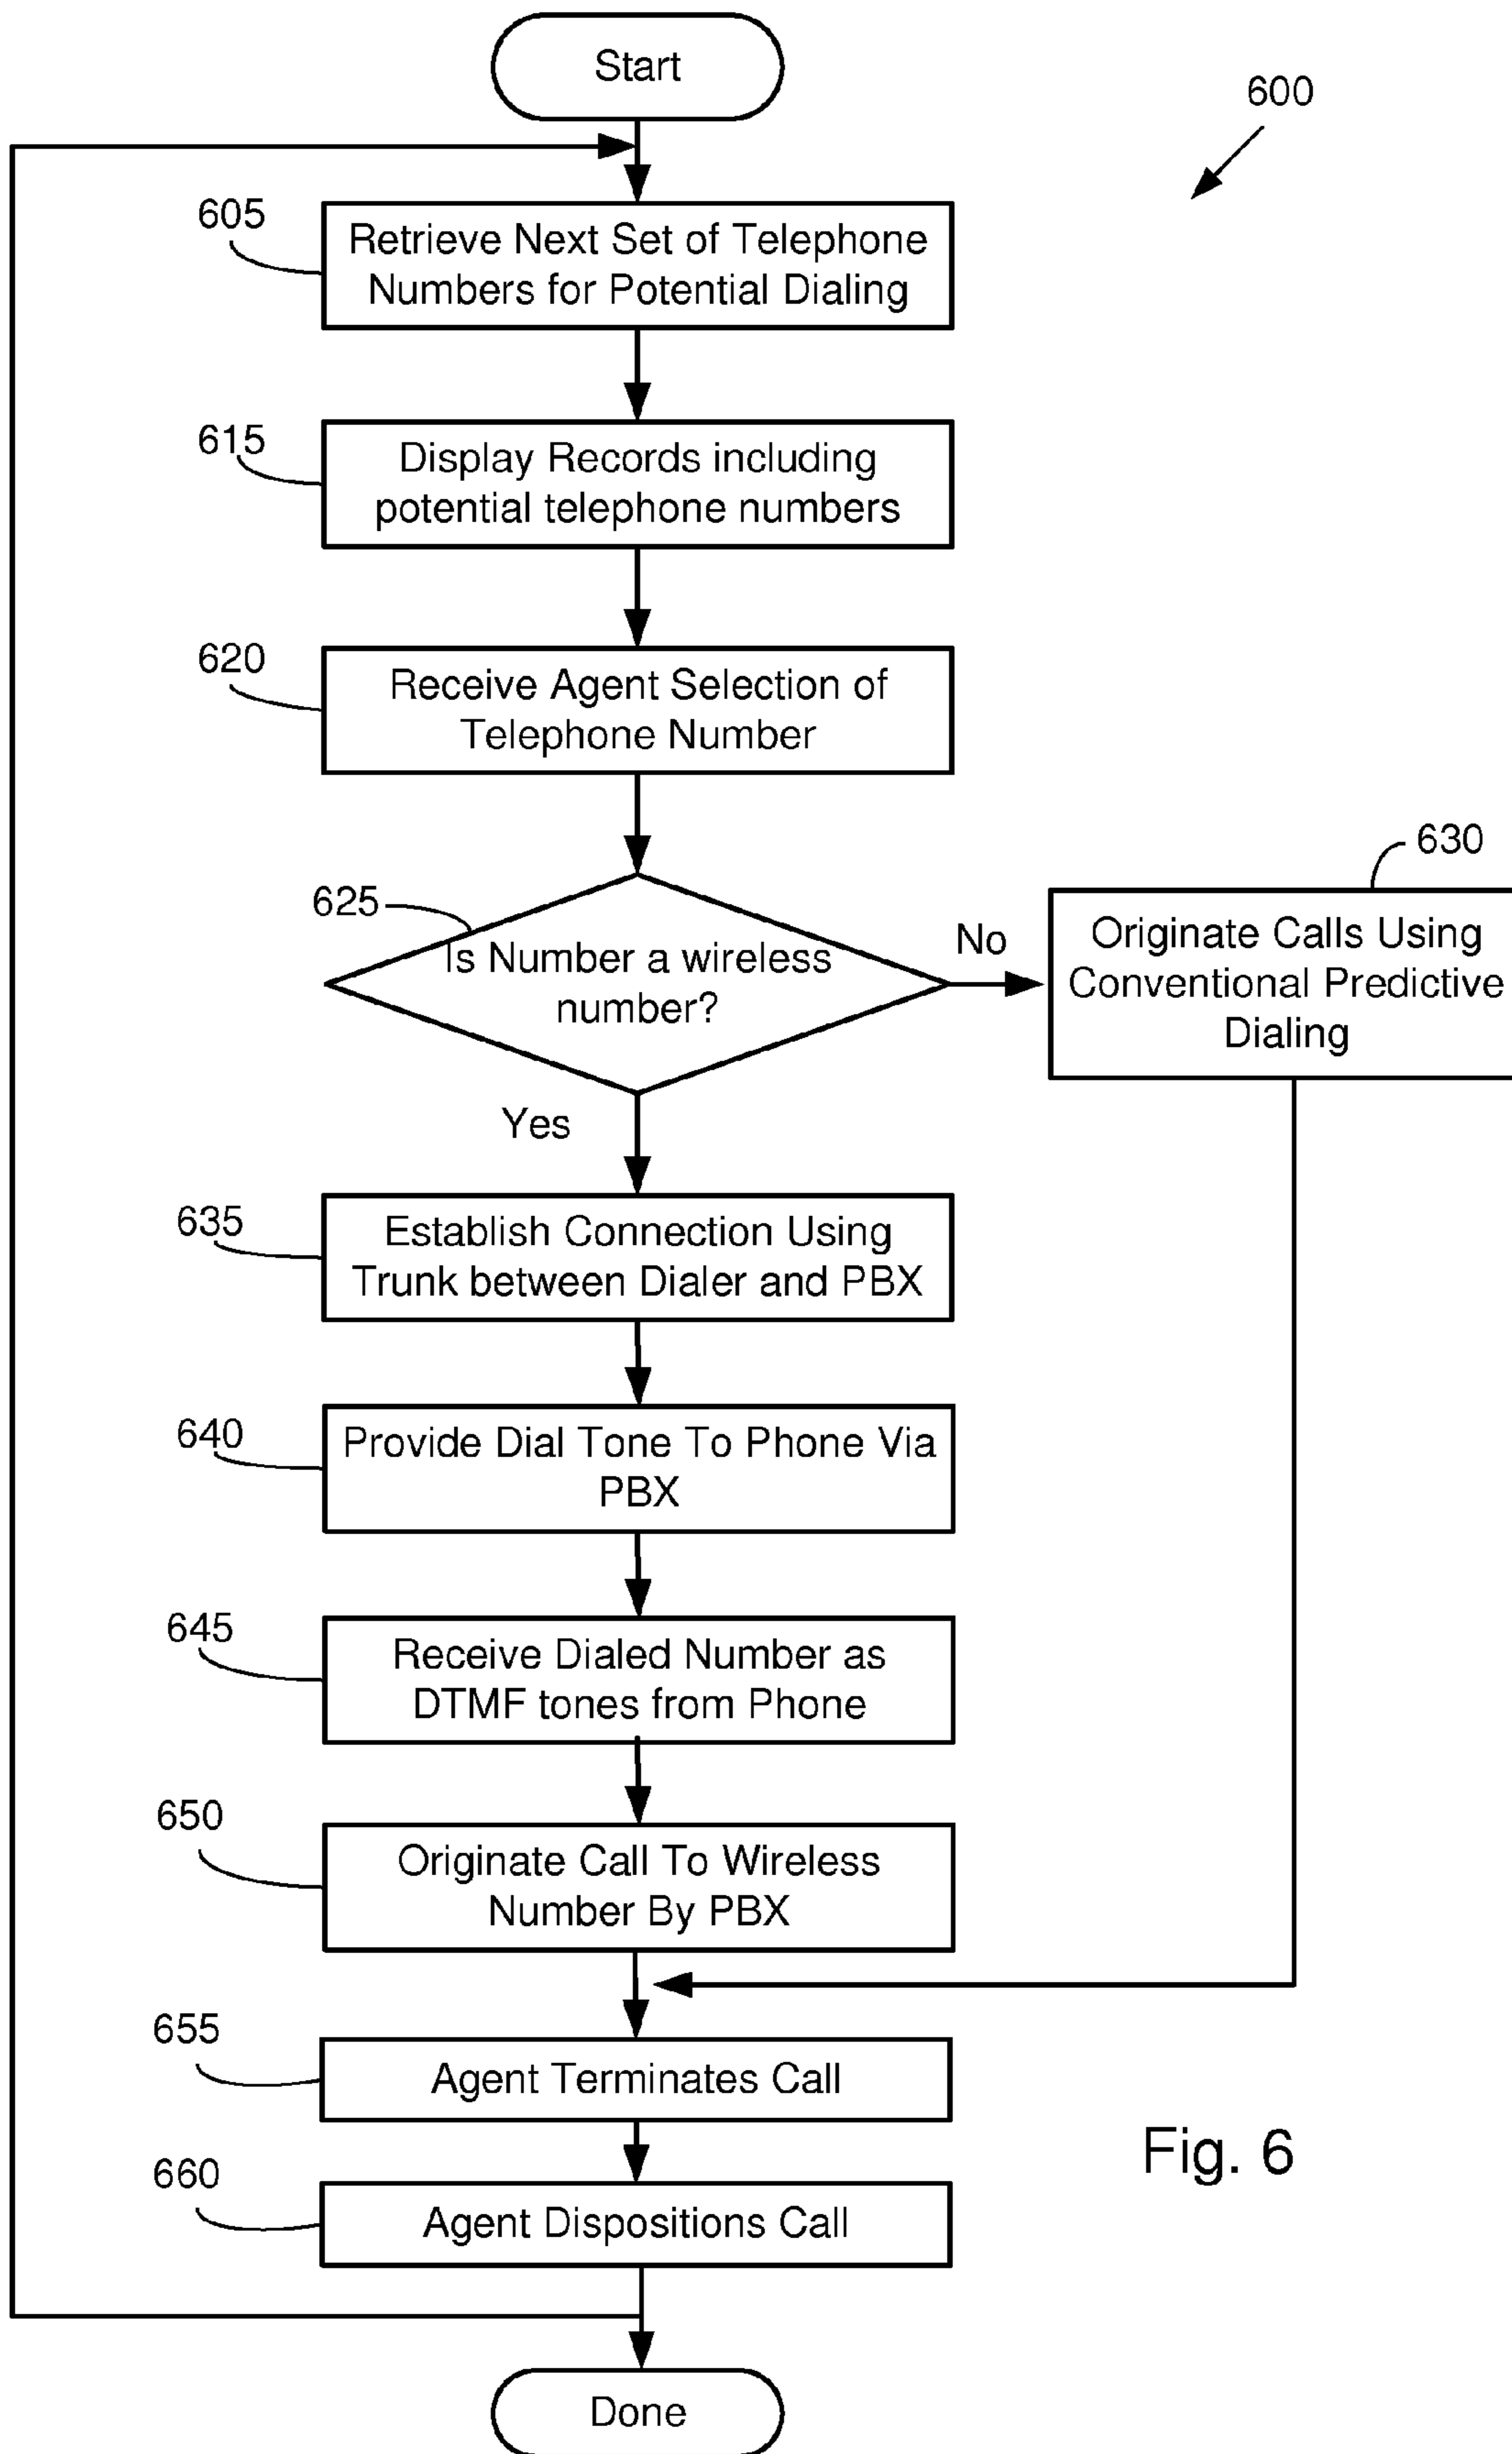 Start
600
605
Retrieve Next Set of Telephone
Numbers for Potential Dialing
615
Display Records including
potential telephone numbers
620
Receive Agent Selection of
Telephone Number
625
Is Number a wireless
number?
No
630
Originate Calls Using
Conventional Predictive
Dialing
Yes
635
Establish Connection Using
Trunk between Dialer and PBX
640
Provide Dial Tone To Phone Via
PBX
645
Receive Dialed Number as
DTMF tones from Phone
650
Originate Call To Wireless
Number By PBX
655
Agent Terminates Call
660
Agent Dispositions Call
Fig. 6
Done